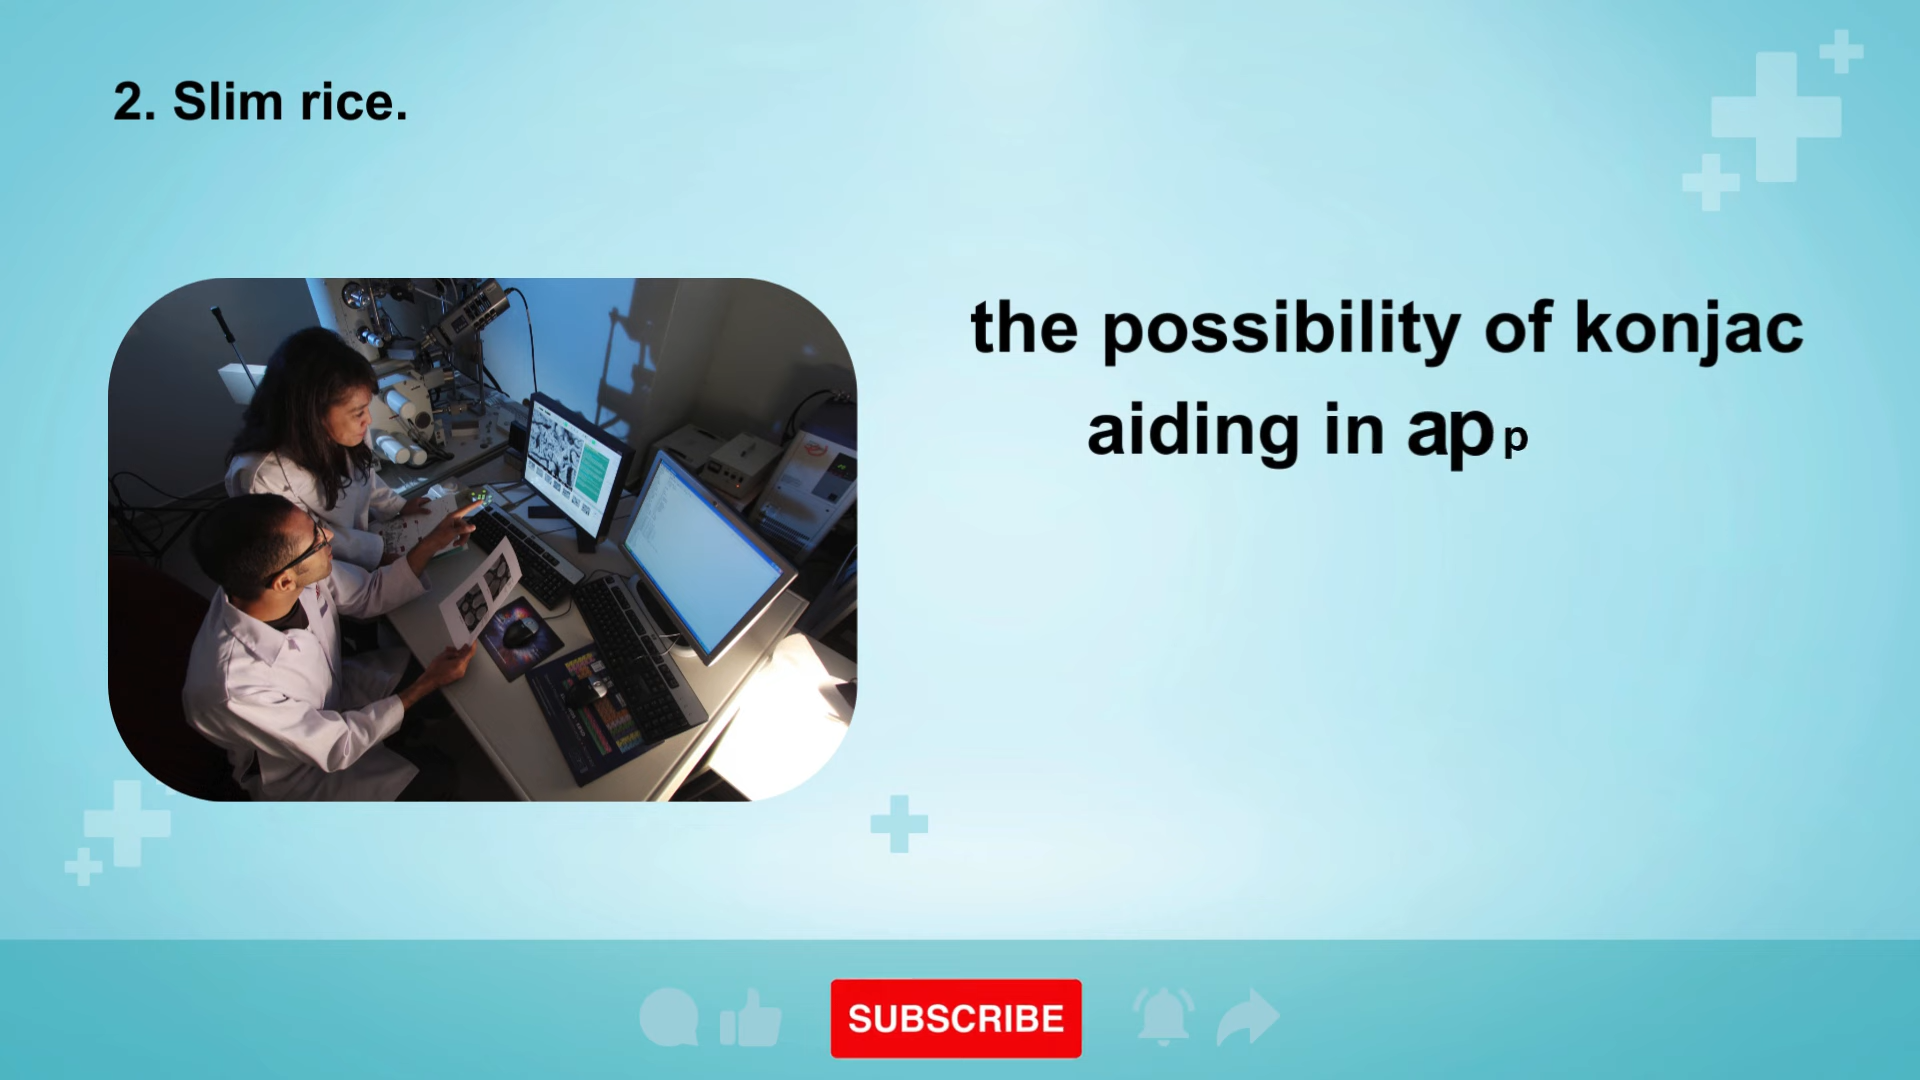 2. Slim rice.
the possibility of konjac
aiding in app
SUBSCRIBE